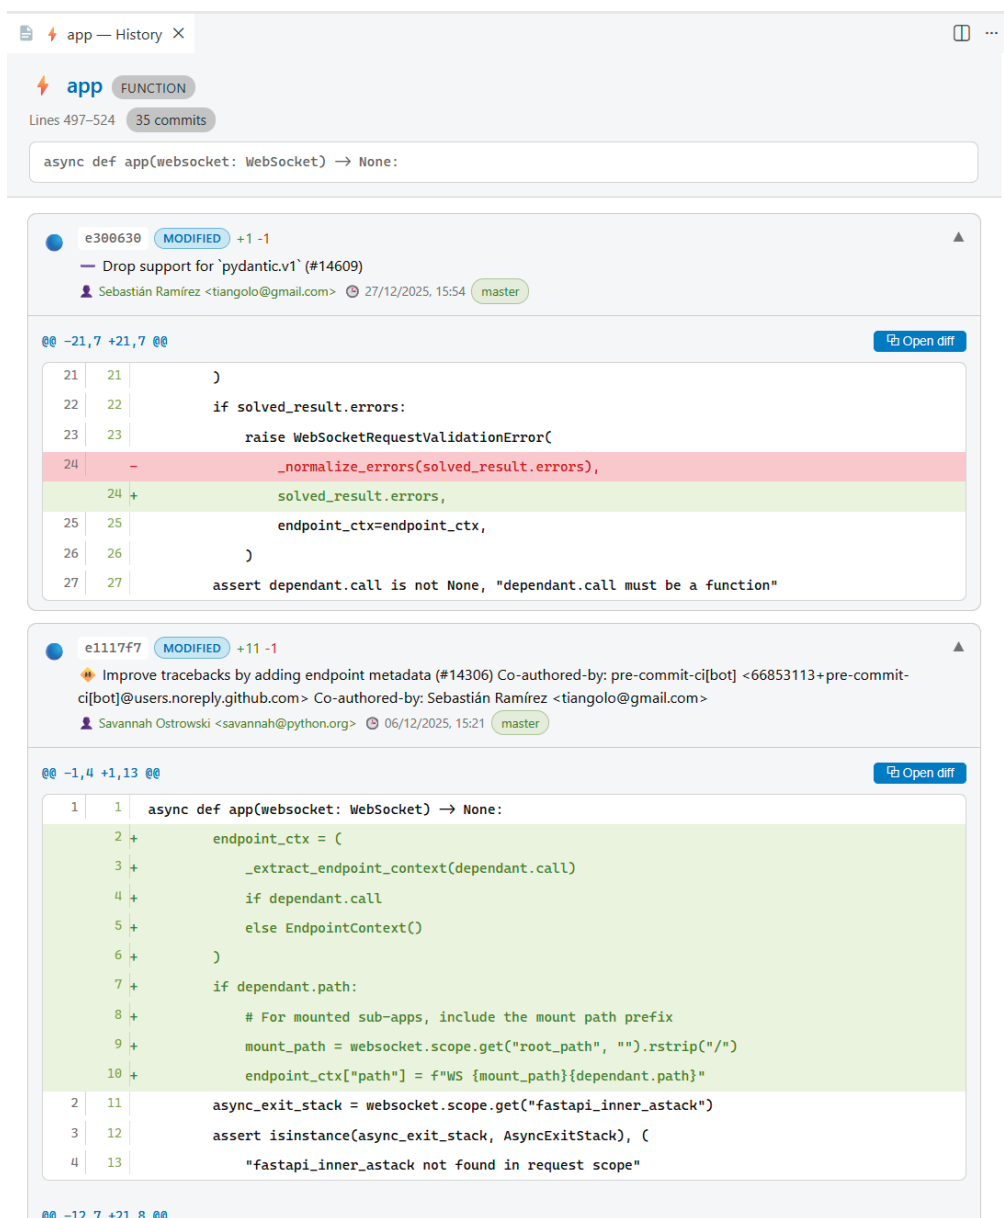 app — History ×
app FUNCTION
Lines 497–524 35 commits
async def app(websocket: WebSocket) -> None:
e300630 MODIFIED +1 -1
Drop support for `pydantic.v1` (#14609)
Sebastián Ramírez <tiangolo@gmail.com> 27/12/2025, 15:54 master
@@ -21,7 +21,7 @@ Open diff
21 21 )
22 22 if solved_result.errors:
23 23 raise WebSocketRequestValidationError(
24 - _normalize_errors(solved_result.errors),
24 + solved_result.errors,
25 25 endpoint_ctx=endpoint_ctx,
26 26 )
27 27 assert dependant.call is not None, "dependant.call must be a function"
e1117f7 MODIFIED +11 -1
Improve tracebacks by adding endpoint metadata (#14306) Co-authored-by: pre-commit-ci[bot] <66853113+pre-commit-
ci[bot]@users.noreply.github.com> Co-authored-by: Sebastián Ramírez <tiangolo@gmail.com>
Savannah Ostrowski <savannah@python.org> 06/12/2025, 15:21 master
@@ -1,4 +1,13 @@ Open diff
1 1 async def app(websocket: WebSocket) -> None:
2 + endpoint_ctx = (
3 + _extract_endpoint_context(dependant.call)
4 + if dependant.call
5 + else EndpointContext()
6 + )
7 + if dependant.path:
8 + # For mounted sub-apps, include the mount path prefix
9 + mount_path = websocket.scope.get("root_path", "").rstrip("/")
10 + endpoint_ctx["path"] = f"WS {mount_path}{dependant.path}"
2 11 async_exit_stack = websocket.scope.get("fastapi_inner_astack")
3 12 assert isinstance(async_exit_stack, AsyncExitStack), (
4 13 "fastapi_inner_astack not found in request scope"
@@ -12,7 +21,8 @@